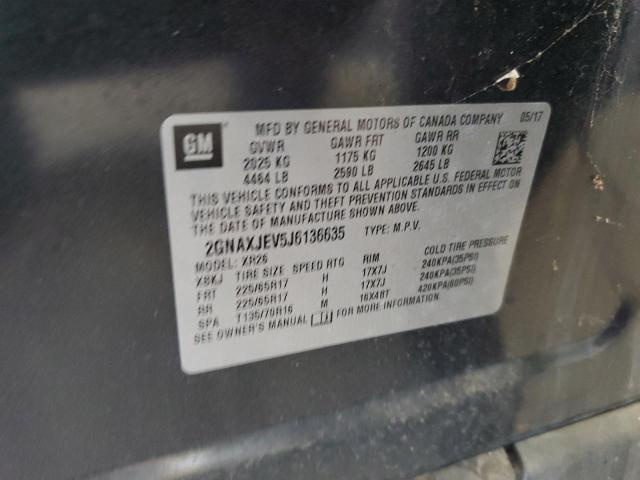 GM
MFD BY GENERAL MOTORS OF CANADA COMPANY 05/17
GVWR GAWR FRT GAWR RR
2025 KG 1175 KG 1200 KG
4464 LB 2590 LB 2645 LB
THIS VEHICLE CONFORMS TO ALL APPLICABLE U.S. FEDERAL MOTOR
VEHICLE SAFETY AND THEFT PREVENTION STANDARDS IN EFFECT ON
THE DATE OF MANUFACTURE SHOWN ABOVE.
2GNAXJEV5J6136635 TYPE: M.P.V.
MODEL: XR26
X8KJ TIRE SIZE SPEED RTG RIM COLD TIRE PRESSURE
FRT 225/65R17 H 17X7J 240KPA(35PSI)
RR 225/65R17 H 17X7J 240KPA(35PSI)
SPA T135/70R16 M 16X4BT 420KPA(60PSI)
SEE OWNER'S MANUAL FOR MORE INFORMATION.